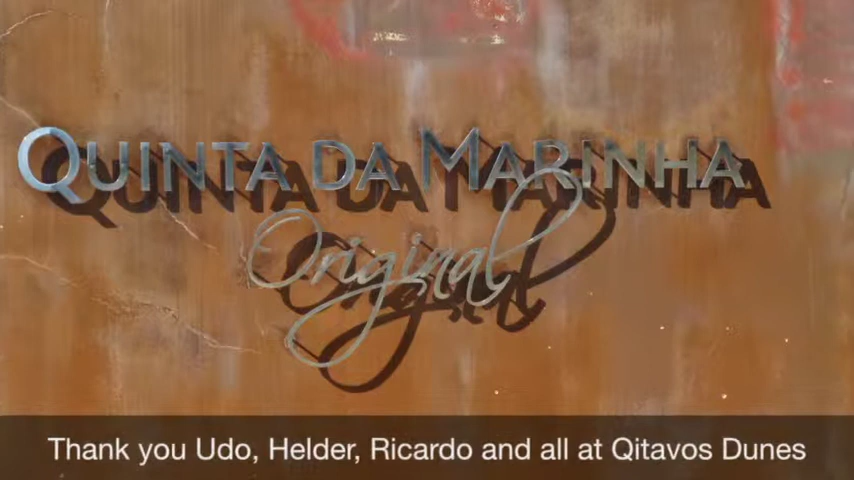 QUINTA DA MARINHA
Original
Thank you Udo, Helder, Ricardo and all at Qitavos Dunes